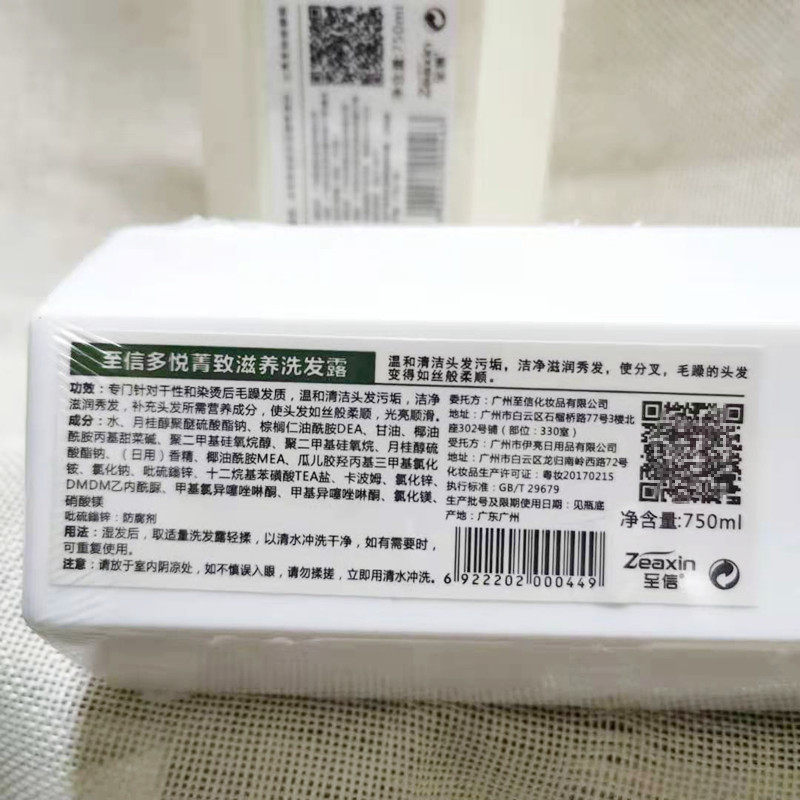 750ml
至信多悦菁致滋养洗发露
温和清洁头发污垢，洁净滋润秀发，使分叉，毛躁的头发
变得如丝般柔顺。
功效：专门针对干性和染烫后毛躁发质，温和清洁头发污垢，洁净
滋润秀发，补充头发所需营养成分，使头发如丝般柔顺，光亮顺滑。
成分：水、月桂醇聚醚硫酸酯钠、棕榈仁油酰胺DEA、甘油、椰油
酰胺丙基甜菜碱、聚二甲基硅氧烷醇、聚二甲基硅氧烷、月桂醇硫
酸酯钠、（日用）香精、椰油酰胺MEA、瓜儿胶羟丙基三甲基氯化
铵、氯化钠、吡硫鎓锌、十二烷基苯磺酸TEA盐、卡波姆、氯化锌、
DMDM乙内酰脲、甲基氯异噻唑啉酮、甲基异噻唑啉酮、氯化镁、
硝酸镁
吡硫鎓锌：防腐剂
用法：湿发后，取适量洗发露轻揉，以清水冲洗干净，如有需要时，
可重复使用。
注意：请放于室内阴凉处，如不慎误入眼，请勿揉搓，立即用清水冲洗。
委托方：广州至信化妆品有限公司
地址：广州市白云区石榴桥路77号3楼北
座302号铺（部位：330室）
受托方：广州市伊亮日用品有限公司
地址：广州市白云区龙归南岭西路72号
化妆品生产许可证：粤妆20170215
执行标准：GB/T 29679
生产批号及限期使用日期：见瓶底
产地：广东广州
净含量:750ml
6 922202 000449
Zeaxin
至信®